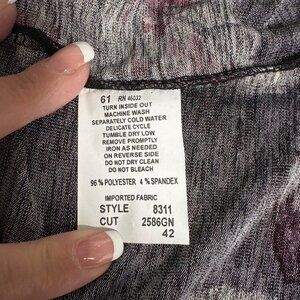 61 RN 46032
TURN INSIDE OUT
MACHINE WASH
SEPARATELY COLD WATER
DELICATE CYCLE
TUMBLE DRY LOW
REMOVE PROMPTLY
IRON AS NEEDED
ON REVERSE SIDE
DO NOT DRY CLEAN
DO NOT BLEACH
96 % POLYESTER 4 % SPANDEX
IMPORTED FABRIC
STYLE 8311
CUT 2586GN
42